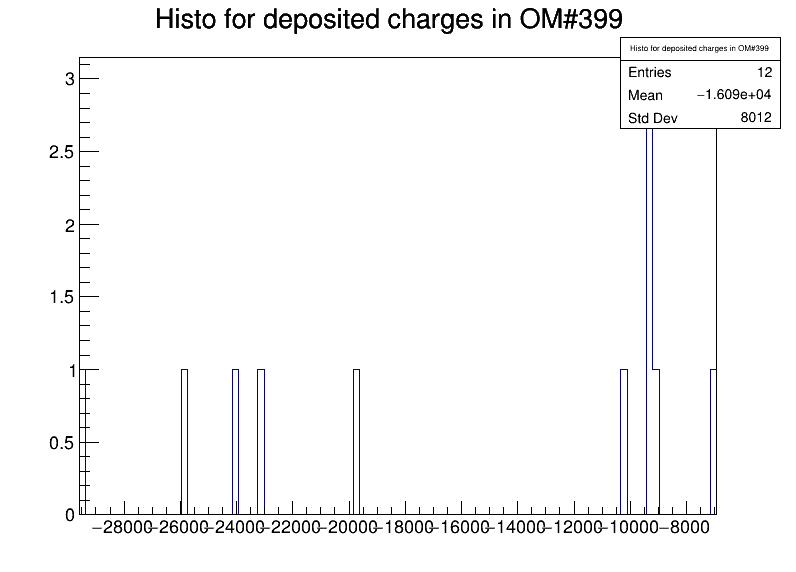 Histo for deposited charges in OM#399
Histo for deposited charges in OM#399
Entries 12
Mean −1.609e+04
Std Dev 8012
3
2.5
2
1.5
1
0.5
0
−28000 −26000 −24000 −22000 −20000 −18000 −16000 −14000 −12000 −10000 −8000